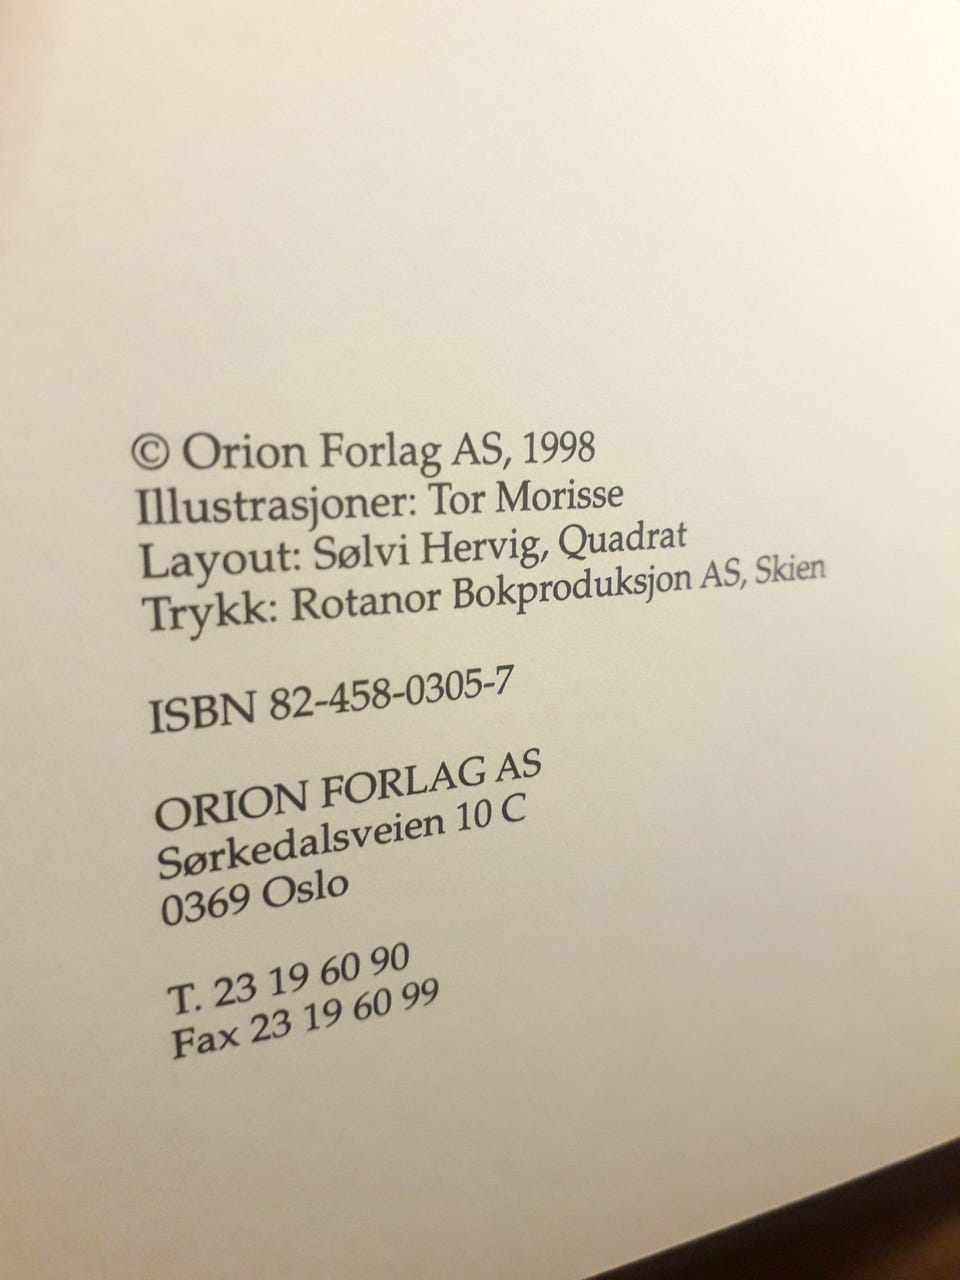 © Orion Forlag AS, 1998
Illustrasjoner: Tor Morisse
Layout: Sølvi Hervig, Quadrat
Trykk: Rotanor Bokproduksjon AS, Skien
ISBN 82-458-0305-7
ORION FORLAG AS
Sørkedalsveien 10 C
0369 Oslo
T. 23 19 60 90
Fax 23 19 60 99